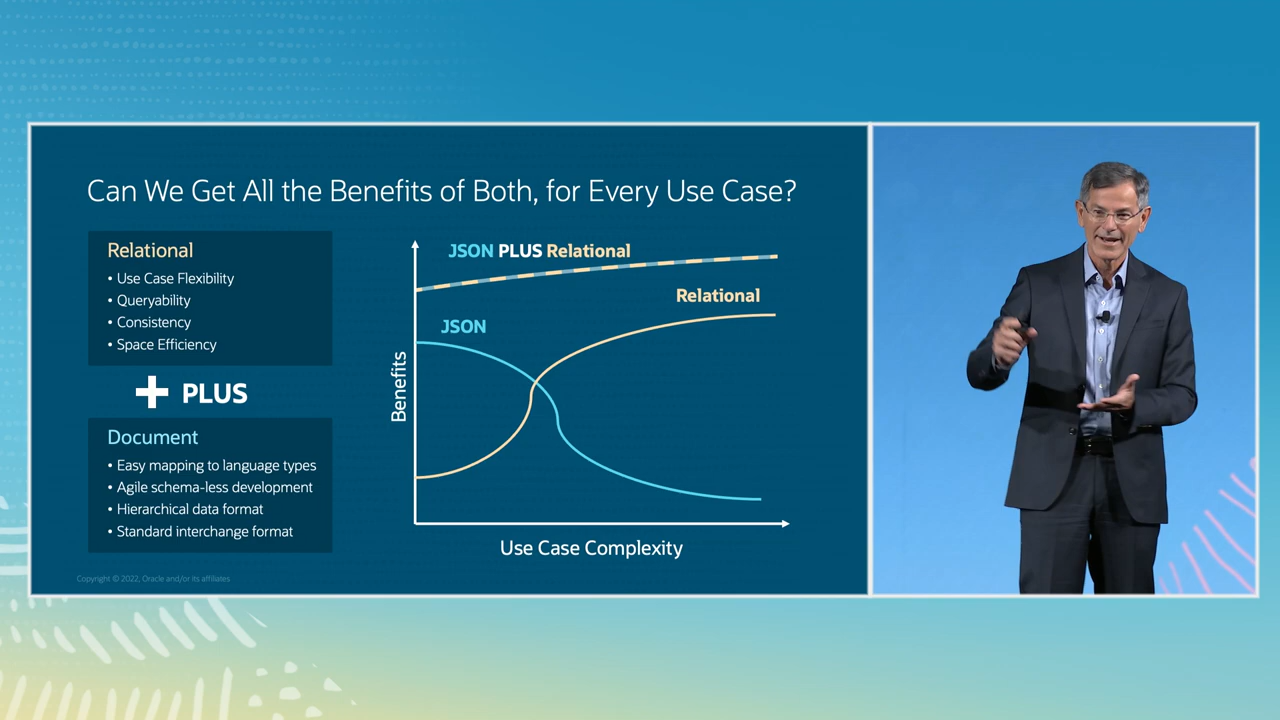 Can We Get All the Benefits of Both, for Every Use Case?
Relational
• Use Case Flexibility
• Queryability
• Consistency
• Space Efficiency
+ PLUS
Document
• Easy mapping to language types
• Agile schema-less development
• Hierarchical data format
• Standard interchange format
JSON PLUS Relational
Relational
JSON
Benefits
Use Case Complexity
Copyright © 2022, Oracle and/or its affiliates